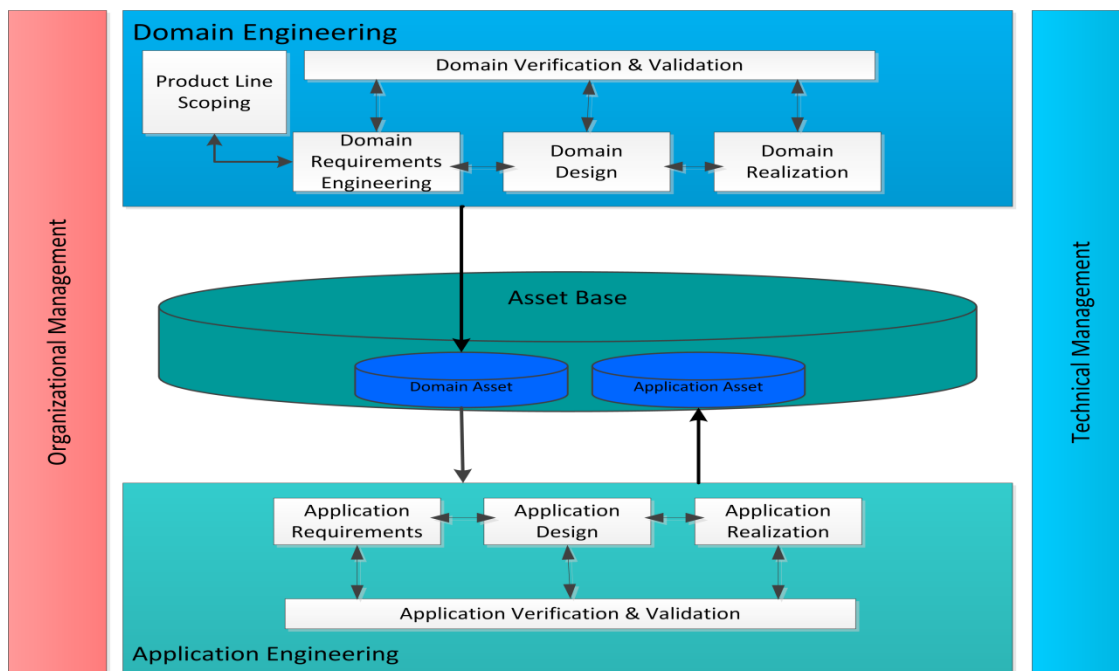 Organizational Management
Domain Engineering
Product Line
Scoping
Domain Verification & Validation
Domain
Requirements
Engineering
Domain
Design
Domain
Realization
Asset Base
Domain Asset
Application Asset
Application
Requirements
Application
Design
Application
Realization
Application Verification & Validation
Application Engineering
Technical Management